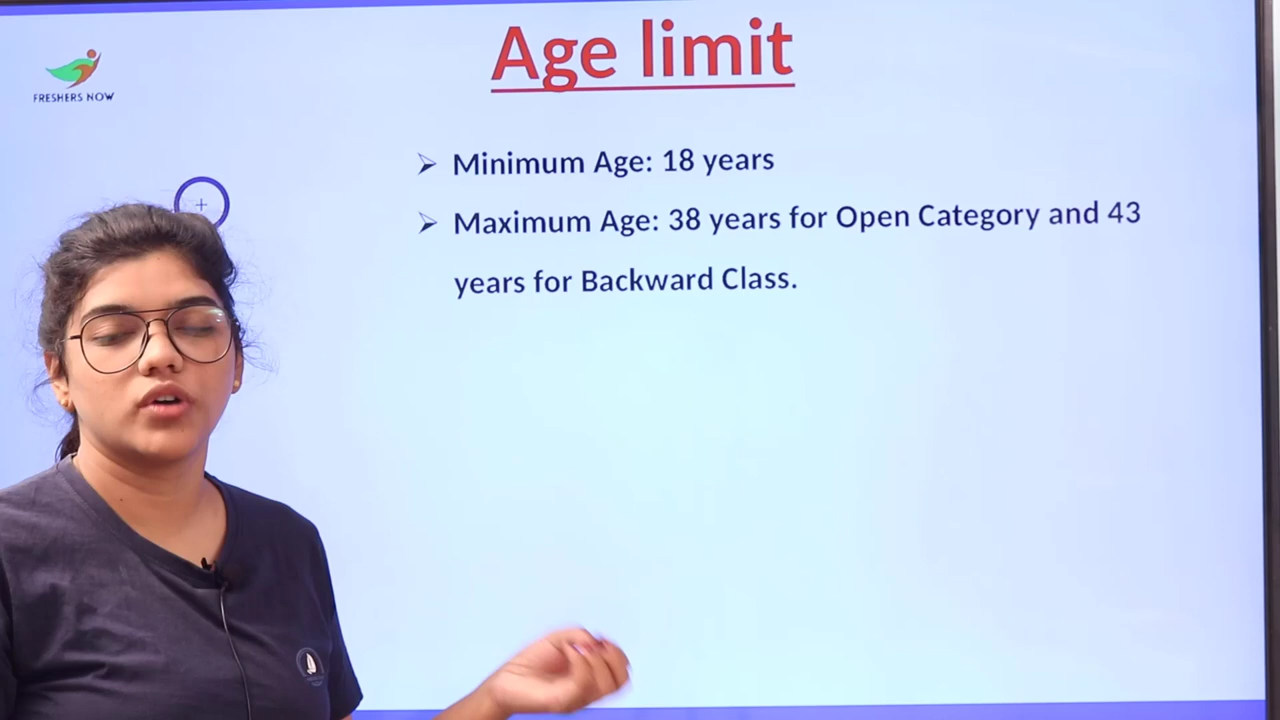 Age limit
FRESHERS NOW
➢ Minimum Age: 18 years
➢ Maximum Age: 38 years for Open Category and 43
years for Backward Class.